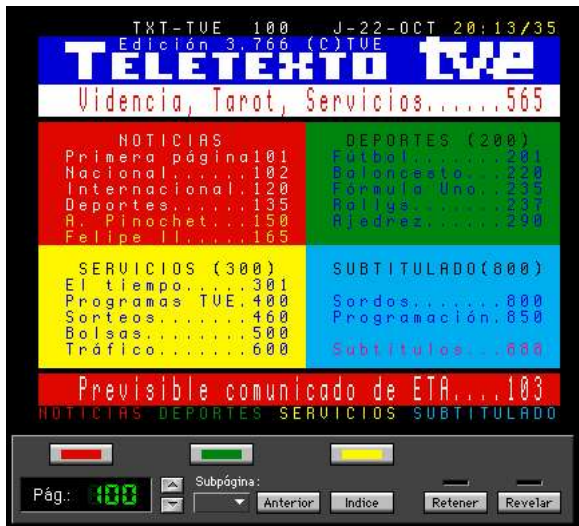 TXT-TVE 100 J-22-OCT 20:13/35
Edición 3.766 (C)TVE
TELETEXTO tve
Videncia, Tarot, Servicios......565
NOTICIAS
Primera página101
Nacional......102
Internacional.120
Deportes......135
A. Pinochet...150
Felipe II.....165
DEPORTES (200)
Fútbol.......201
Baloncesto...220
Fórmula Uno..235
Rallys.......237
Ajedrez......290
SERVICIOS (300)
El tiempo.....301
Programas TVE.400
Sorteos.......460
Bolsas........500
Tráfico.......600
SUBTITULADO(800)
Sordos.......800
Programación.850
Subtítulos...888
Previsible comunicado de ETA....103
NOTICIAS DEPORTES SERVICIOS SUBTITULADO
Pág.: 100
Subpágina:
Anterior
Indice
Retener
Revelar